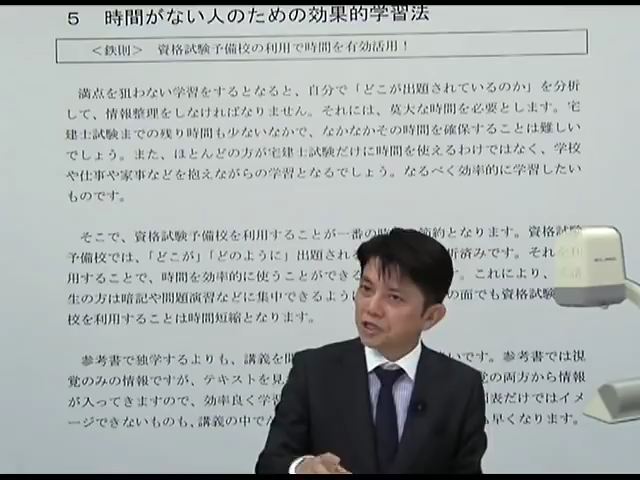 5 時間がない人のための効果的学習法
＜鉄則＞ 資格試験予備校の利用で時間を有効活用！
満点を狙わない学習をするとなると、自分で「どこが出題されているのか」を分析
して、情報整理をしなければなりません。それには、莫大な時間を必要とします。宅
建士試験までの残り時間も少ないなかで、なかなかその時間を確保することは難しい
でしょう。また、ほとんどの方が宅建士試験だけに時間を使えるわけではなく、学校
や仕事や家事などを抱えながらの学習となるでしょう。なるべく効率的に学習したい
ものです。
そこで、資格試験予備校を利用することが一番の時 節約となります。資格試験
予備校では、「どこが」「どのように」出題され 析済みです。それを利
用することで、時間を効率的に使うことができ 。これにより、
生の方は暗記や問題演習などに集中できるよう の面でも資格試験
校を利用することは時間短縮となります。
参考書で独学するよりも、講義を いです。参考書では視
覚のみの情報ですが、テキストを見 覚の両方から情報
が入ってきますので、効率良く学習 図表だけではイメ
ージできないものも、講義の中で も早くなります。